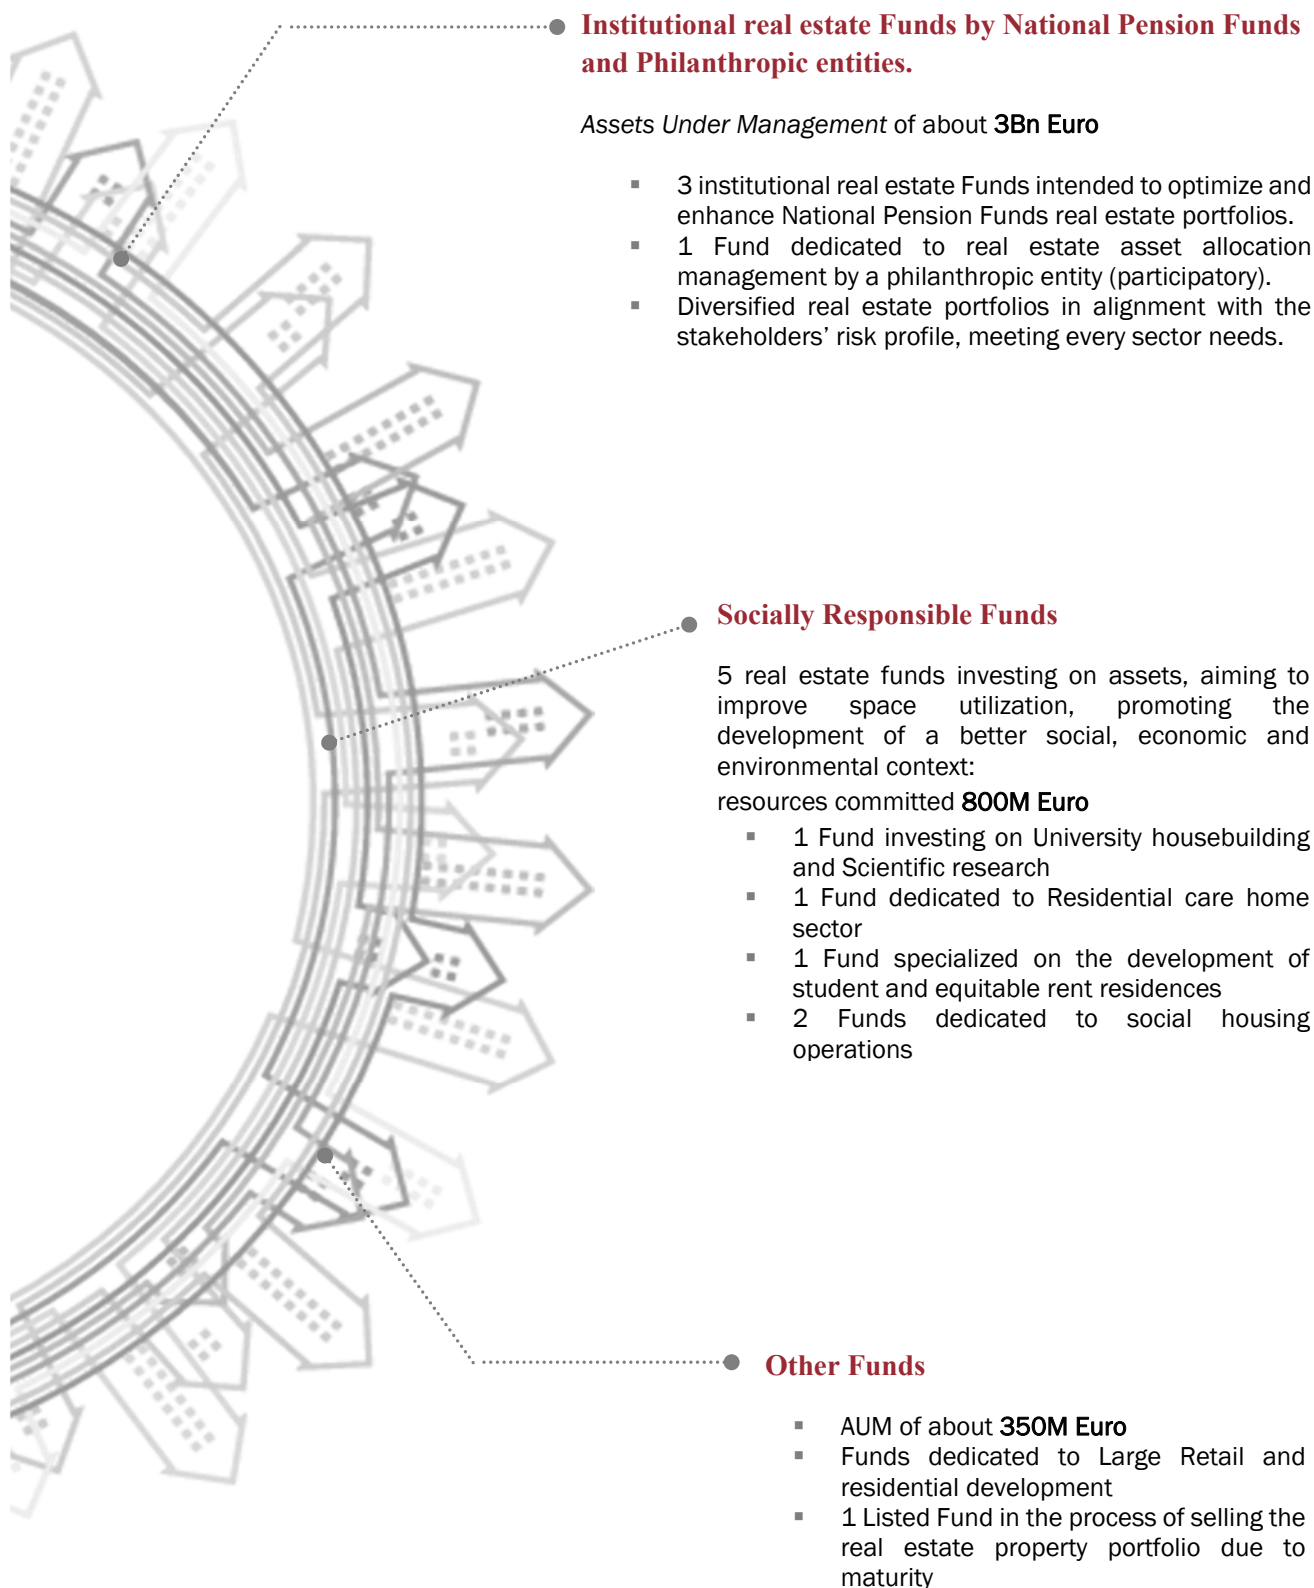 Institutional real estate Funds by National Pension Funds
and Philanthropic entities.
Assets Under Management of about 3Bn Euro
▪ 3 institutional real estate Funds intended to optimize and
enhance National Pension Funds real estate portfolios.
▪ 1 Fund dedicated to real estate asset allocation
management by a philanthropic entity (participatory).
▪ Diversified real estate portfolios in alignment with the
stakeholders’ risk profile, meeting every sector needs.
Socially Responsible Funds
5 real estate funds investing on assets, aiming to
improve space utilization, promoting the
development of a better social, economic and
environmental context:
resources committed 800M Euro
▪ 1 Fund investing on University housebuilding
and Scientific research
▪ 1 Fund dedicated to Residential care home
sector
▪ 1 Fund specialized on the development of
student and equitable rent residences
▪ 2 Funds dedicated to social housing
operations
Other Funds
▪ AUM of about 350M Euro
▪ Funds dedicated to Large Retail and
residential development
▪ 1 Listed Fund in the process of selling the
real estate property portfolio due to
maturity